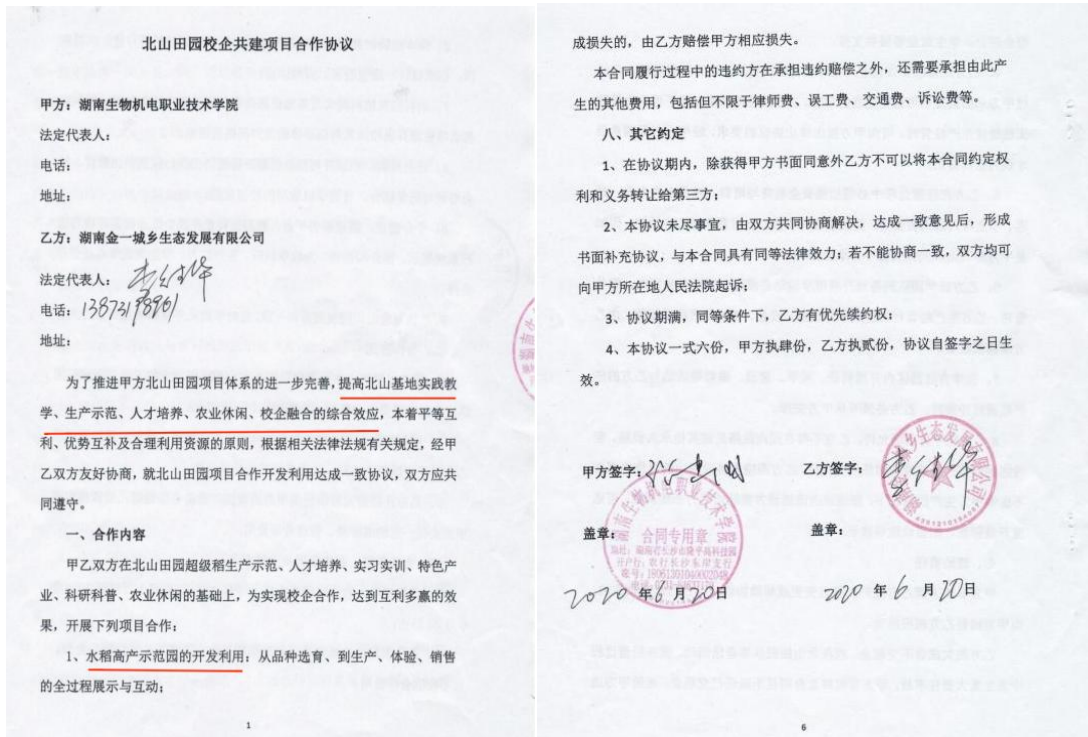 北山田园校企共建项目合作协议
甲方：湖南生物机电职业技术学院
法定代表人：
电话：
地址：
乙方：湖南金一城乡生态发展有限公司
法定代表人：
电话：13873198961
地址：
为了推进甲方北山田园项目体系的进一步完善，提高北山基地实践教
学、生产示范、人才培养、农业休闲、校企融合的综合效应，本着平等互
利、优势互补及合理利用资源的原则，根据相关法律法规有关规定，经甲
乙双方友好协商，就北山田园项目合作开发利用达成一致协议，双方应共
同遵守。
一、合作内容
甲乙双方在北山田园超级稻生产示范、人才培养、实习实训、特色产
业、科研科普、农业休闲的基础上，为实现校企合作，达到互利多赢的效
果，开展下列项目合作：
1、水稻高产示范园的开发利用：从品种选育、到生产、体验、销售
的全过程展示与互动；
1
成损失的，由乙方赔偿甲方相应损失。
本合同履行过程中的违约方在承担违约赔偿之外，还需要承担由此产
生的其他费用，包括但不限于律师费、误工费、交通费、诉讼费等。
八、其它约定
1、在协议期内，除获得甲方书面同意外乙方不可以将本合同约定权
利和义务转让给第三方；
2、本协议未尽事宜，由双方共同协商解决，达成一致意见后，形成
书面补充协议，与本合同具有同等法律效力；若不能协商一致，双方均可
向甲方所在地人民法院起诉；
3、协议期满，同等条件下，乙方有优先续约权；
4、本协议一式六份，甲方执肆份，乙方执贰份，协议自签字之日生
效。
甲方签字：
乙方签字：
盖章：
盖章：
湖南生物机电职业技术学院
合同专用章
2020 年 6 月 20 日
2020 年 6 月 20 日
6